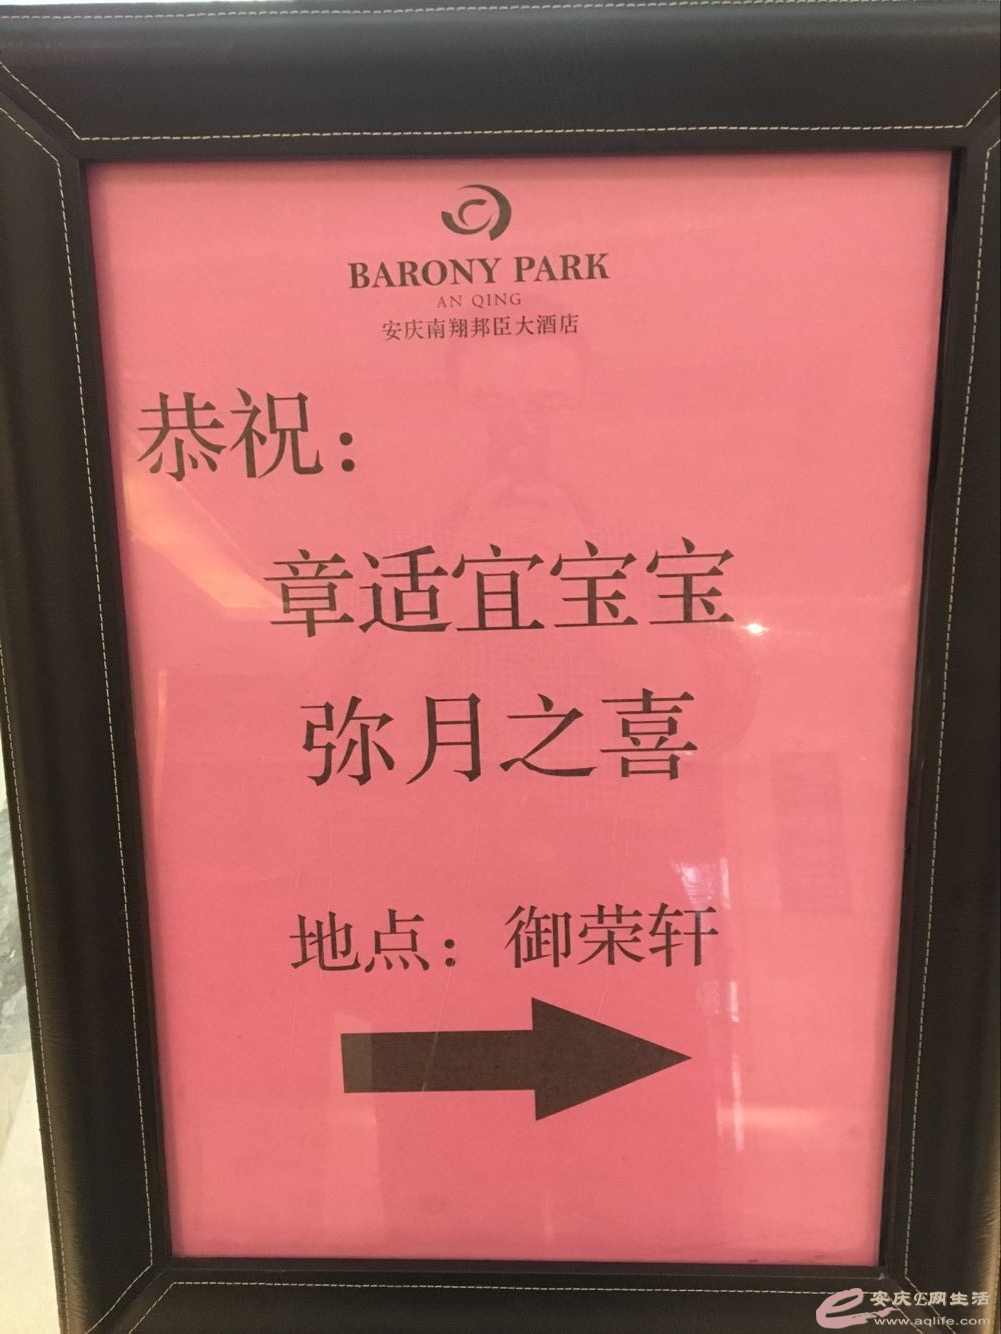 BARONY PARK
AN QING
安庆南翔邦臣大酒店
恭祝：
章适宜宝宝
弥月之喜
地点：御荣轩
安庆E网生活
www.aqlife.com